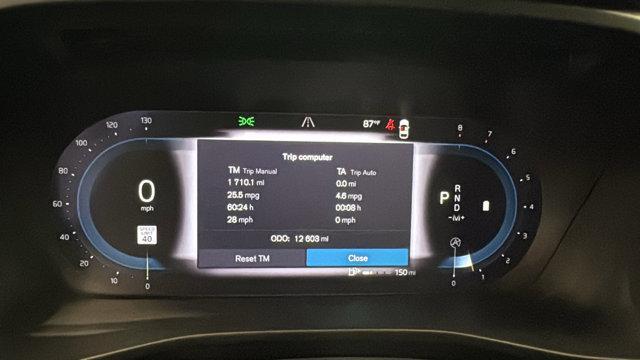 87°F
Trip computer
TM Trip Manual
1 710.1 mi
25.5 mpg
60:24 h
28 mph
TA Trip Auto
0.0 mi
4.6 mpg
00:08 h
0 mph
ODO: 12 603 mi
Reset TM
Close
150 mi
130
120
100
80
60
40
20
10
0
0
mph
SPEED
LIMIT
40
8
7
6
5
4
3
2
1
0
P
R
N
D